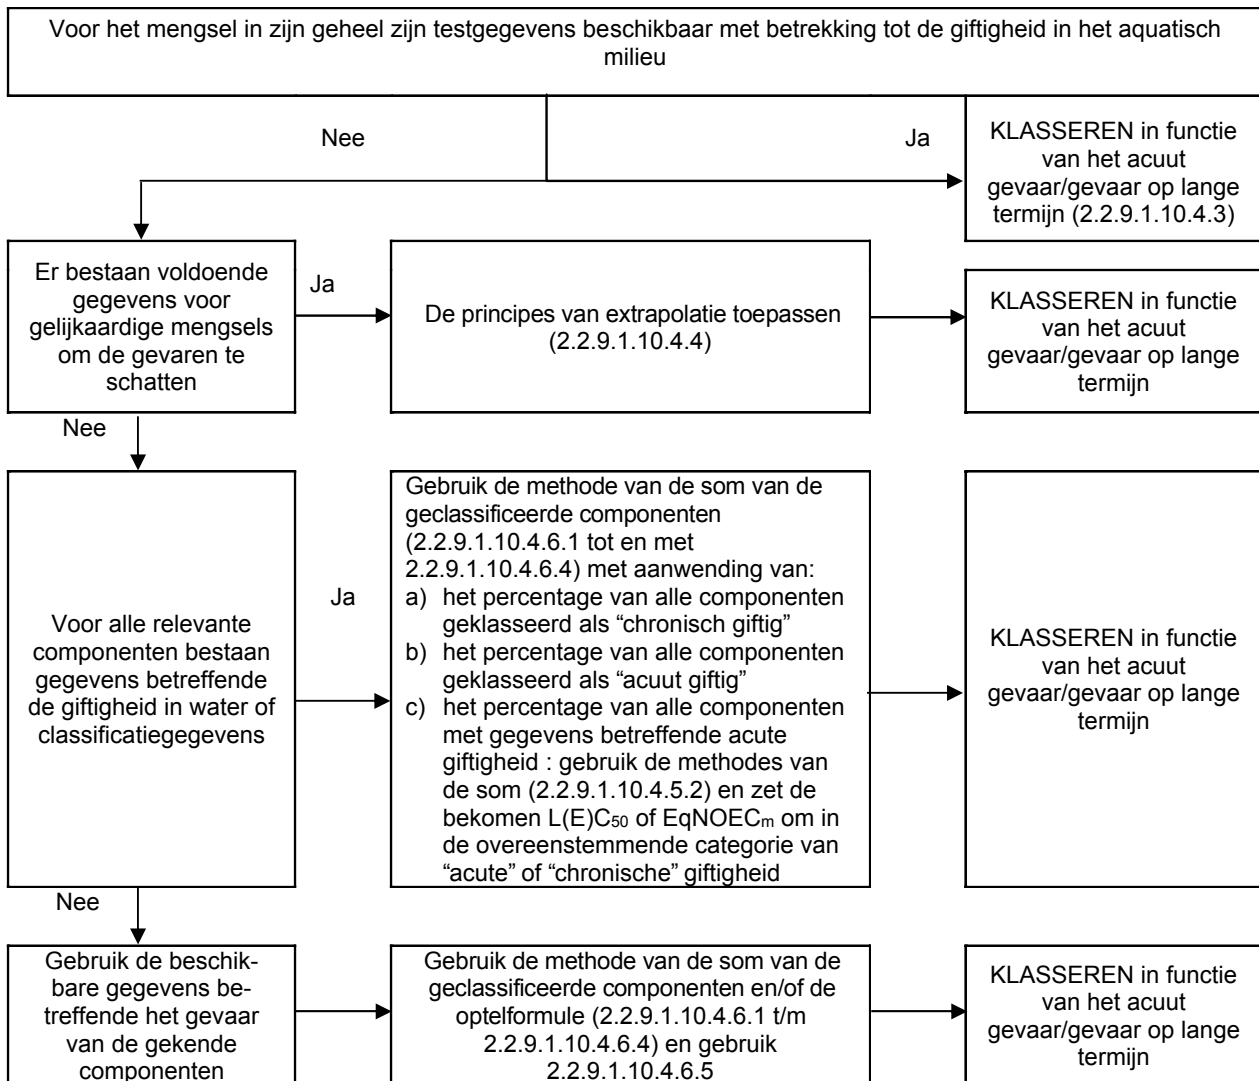 Voor het mengsel in zijn geheel zijn testgegevens beschikbaar met betrekking tot de giftigheid in het aquatisch
milieu
Nee
Ja
KLASSEREN in functie
van het acuut
gevaar/gevaar op lange
termijn (2.2.9.1.10.4.3)
Er bestaan voldoende
gegevens voor
gelijkaardige mengsels
om de gevaren te
schatten
Ja
De principes van extrapolatie toepassen
(2.2.9.1.10.4.4)
KLASSEREN in functie
van het acuut
gevaar/gevaar op lange
termijn
Nee
Voor alle relevante
componenten bestaan
gegevens betreffende
de giftigheid in water of
classificatiegegevens
Ja
Gebruik de methode van de som van de
geclassificeerde componenten
(2.2.9.1.10.4.6.1 tot en met
2.2.9.1.10.4.6.4) met aanwending van:
a) het percentage van alle componenten
geklasseerd als “chronisch giftig”
b) het percentage van alle componenten
geklasseerd als “acuut giftig”
c) het percentage van alle componenten
met gegevens betreffende acute
giftigheid : gebruik de methodes van
de som (2.2.9.1.10.4.5.2) en zet de
bekomen L(E)C₅₀ of EqNOECₘ om in
de overeenstemmende categorie van
“acute” of “chronische” giftigheid
KLASSEREN in functie
van het acuut
gevaar/gevaar op lange
termijn
Nee
Gebruik de beschik-
bare gegevens be-
treffende het gevaar
van de gekende
componenten
Gebruik de methode van de som van de
geclassificeerde componenten en/of de
optelformule (2.2.9.1.10.4.6.1 t/m
2.2.9.1.10.4.6.4) en gebruik
2.2.9.1.10.4.6.5
KLASSEREN in functie
van het acuut
gevaar/gevaar op lange
termijn